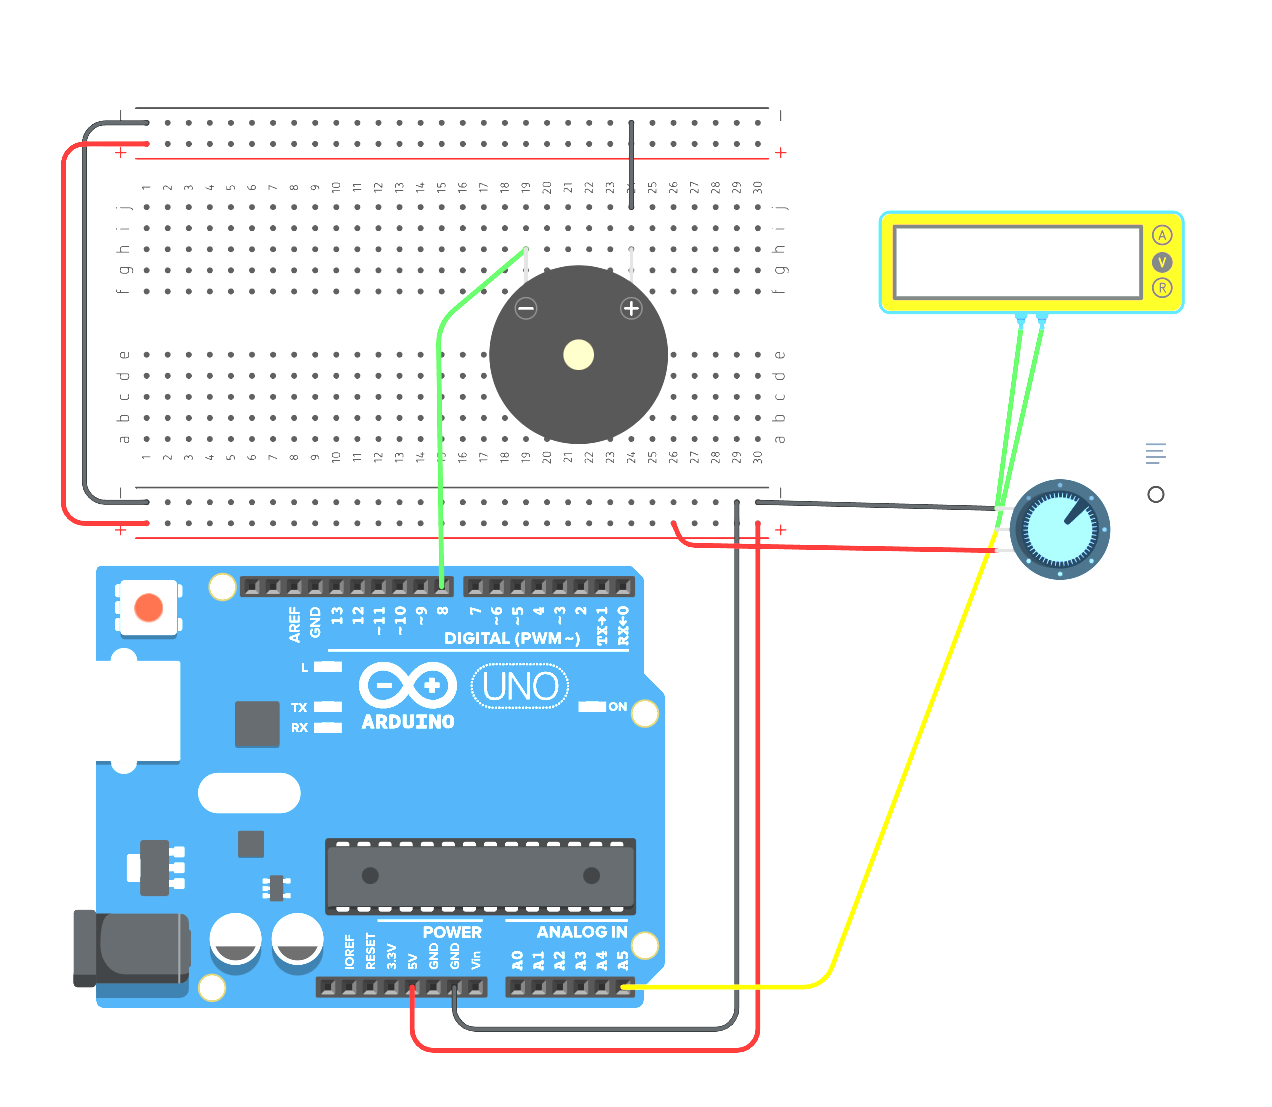 1 2 3 4 5 6 7 8 9 10 11 12 13 14 15 16 17 18 19 20 21 22 23 24 25 26 27 28 29 30
j j
i i
h h
g g
f f
A
V
R
e e
d d
c c
b b
a a
1 2 3 4 5 6 7 8 9 10 11 12 13 14 15 16 17 18 19 20 21 22 23 24 25 26 27 28 29 30
AREF GND 13 12 ~11 ~10 ~9 8 7 ~6 ~5 4 ~3 2 TX→1 RX←0
DIGITAL (PWM~)
L
TX
RX
ARDUINO
UNO
ON
POWER
ANALOG IN
IOREF RESET 3.3V 5V GND GND Vin A0 A1 A2 A3 A4 A5